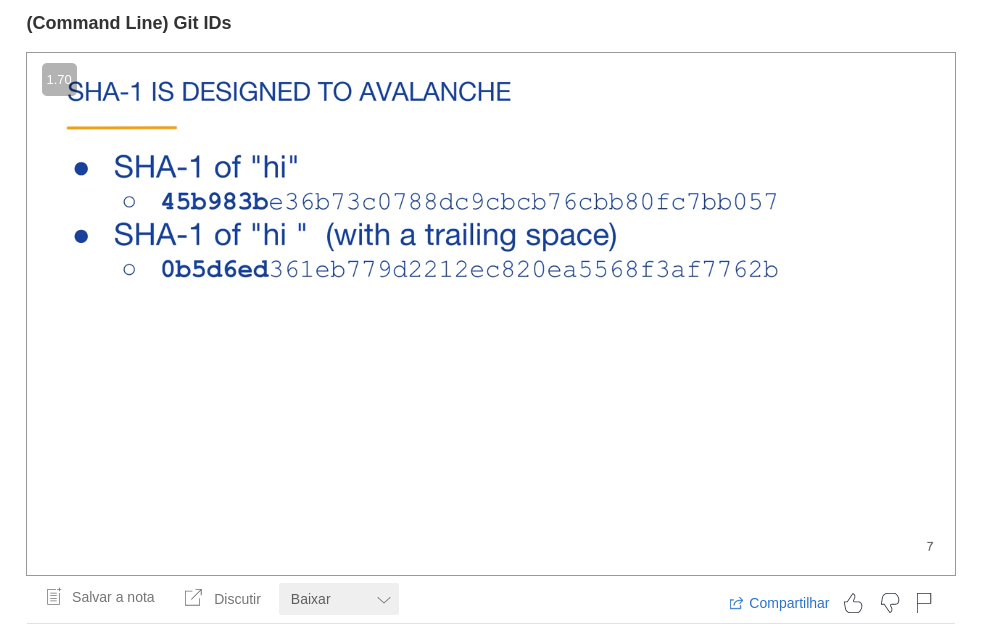 (Command Line) Git IDs
1.70
SHA-1 IS DESIGNED TO AVALANCHE
● SHA-1 of "hi"
○ 45b983be36b73c0788dc9cbcb76cbb80fc7bb057
● SHA-1 of "hi " (with a trailing space)
○ 0b5d6ed361eb779d2212ec820ea5568f3af7762b
7
Salvar a nota
Discutir
Baixar
Compartilhar